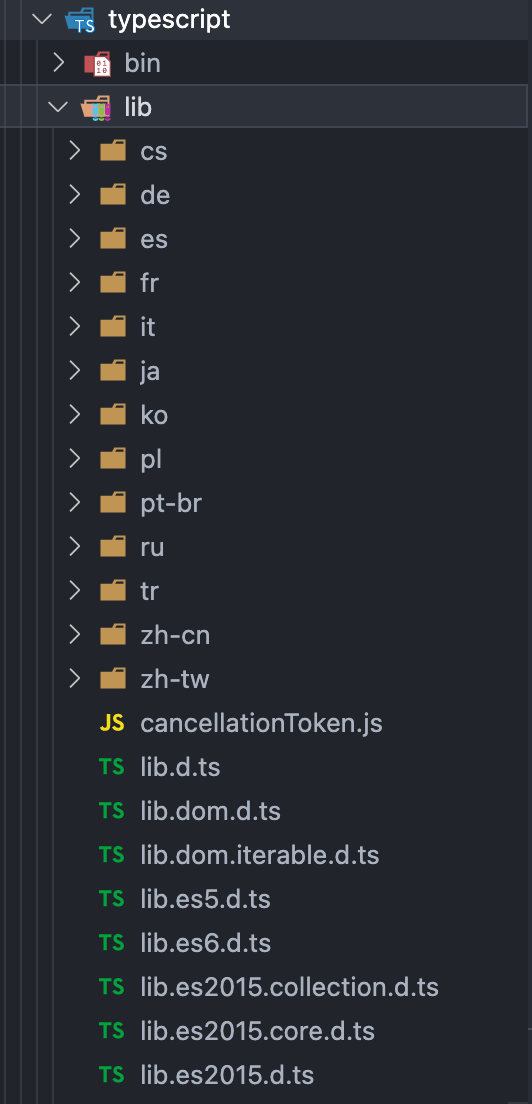 typescript
bin
lib
cs
de
es
fr
it
ja
ko
pl
pt-br
ru
tr
zh-cn
zh-tw
JS cancellationToken.js
TS lib.d.ts
TS lib.dom.d.ts
TS lib.dom.iterable.d.ts
TS lib.es5.d.ts
TS lib.es6.d.ts
TS lib.es2015.collection.d.ts
TS lib.es2015.core.d.ts
TS lib.es2015.d.ts